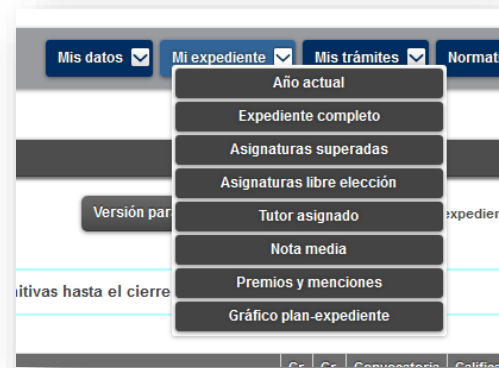 Mis datos Mi expediente Mis trámites Normat
Año actual
Expediente completo
Asignaturas superadas
Asignaturas libre elección
Versión par
Tutor asignado
expedien
Nota media
itivas hasta el cierre
Premios y menciones
Gráfico plan-expediente
Cr. Cr. Convocatoria Califica